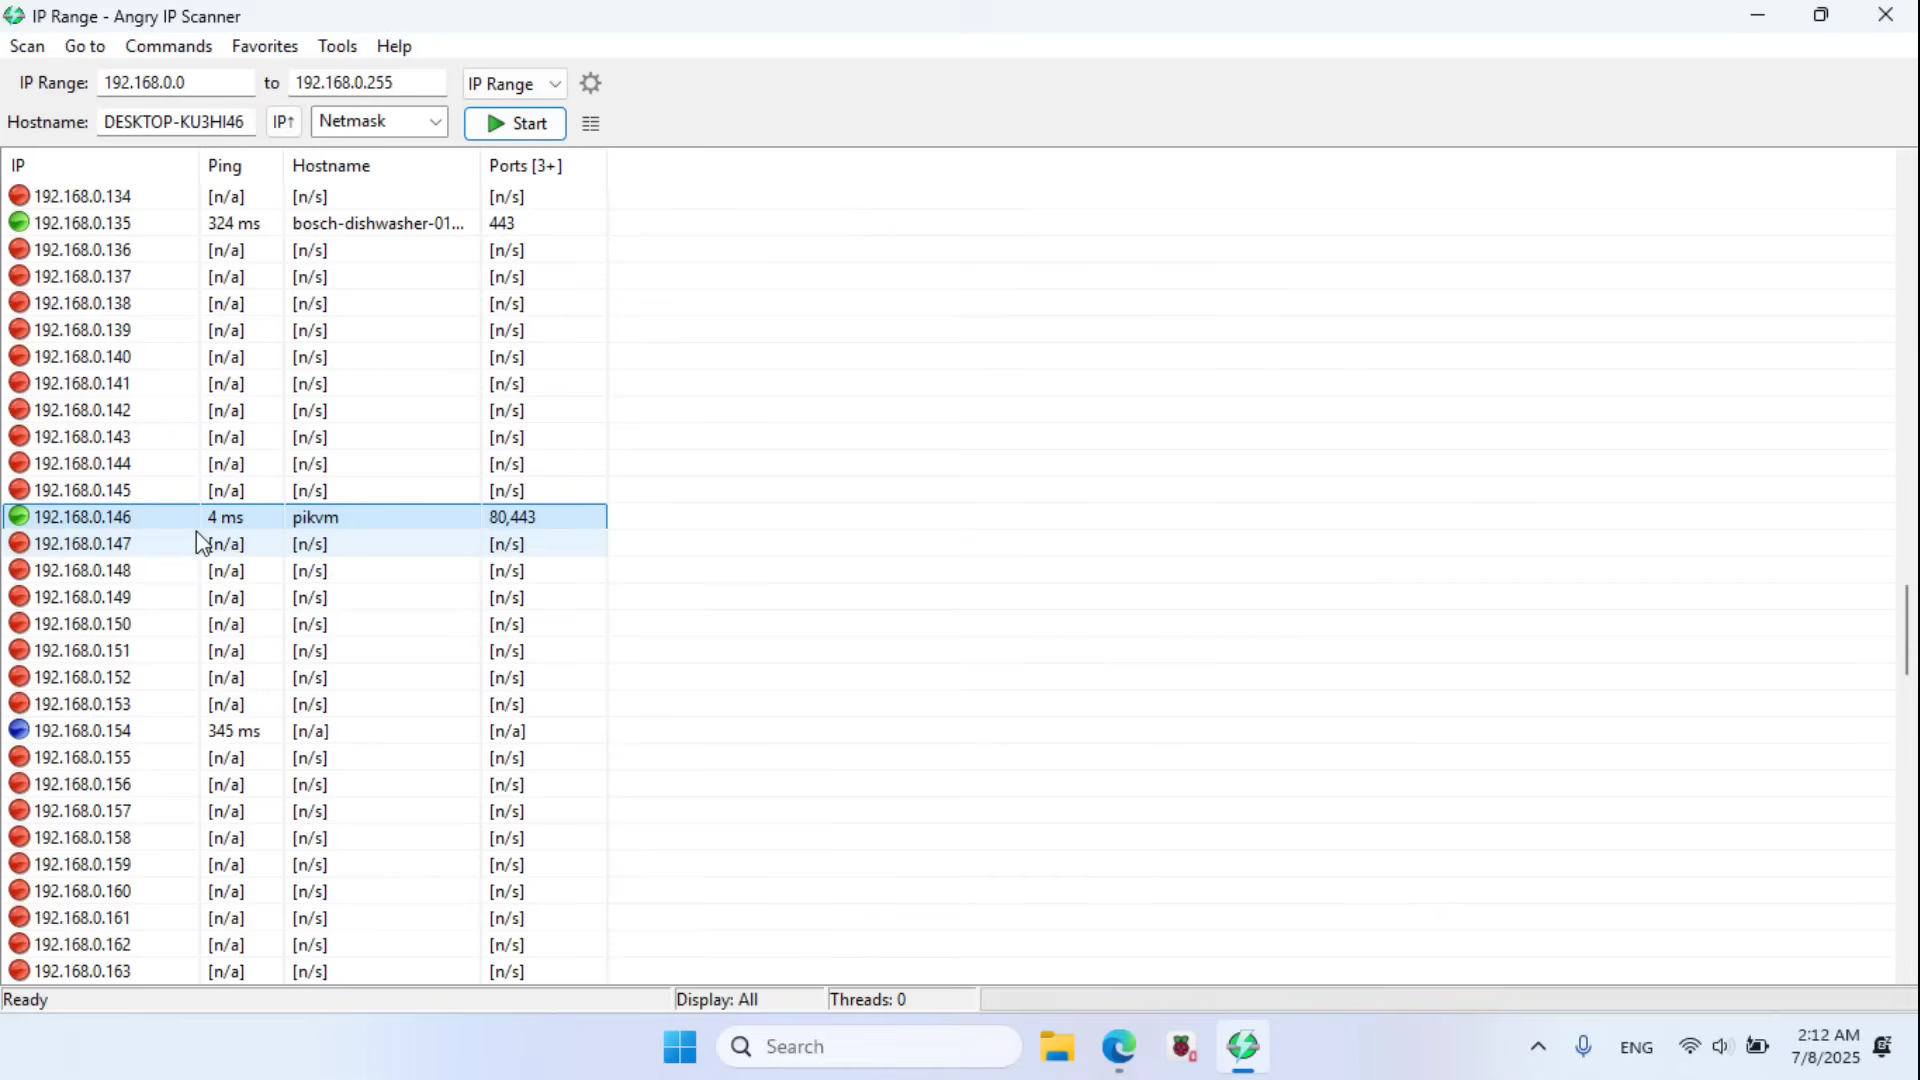 IP Range - Angry IP Scanner
Scan Go to Commands Favorites Tools Help
IP Range: 192.168.0.0 to 192.168.0.255 IP Range
Hostname: DESKTOP-KU3HI46 IP↑ Netmask Start
IP Ping Hostname Ports [3+]
192.168.0.134 [n/a] [n/s] [n/s]
192.168.0.135 324 ms bosch-dishwasher-01... 443
192.168.0.136 [n/a] [n/s] [n/s]
192.168.0.137 [n/a] [n/s] [n/s]
192.168.0.138 [n/a] [n/s] [n/s]
192.168.0.139 [n/a] [n/s] [n/s]
192.168.0.140 [n/a] [n/s] [n/s]
192.168.0.141 [n/a] [n/s] [n/s]
192.168.0.142 [n/a] [n/s] [n/s]
192.168.0.143 [n/a] [n/s] [n/s]
192.168.0.144 [n/a] [n/s] [n/s]
192.168.0.145 [n/a] [n/s] [n/s]
192.168.0.146 4 ms pikvm 80,443
192.168.0.147 [n/a] [n/s] [n/s]
192.168.0.148 [n/a] [n/s] [n/s]
192.168.0.149 [n/a] [n/s] [n/s]
192.168.0.150 [n/a] [n/s] [n/s]
192.168.0.151 [n/a] [n/s] [n/s]
192.168.0.152 [n/a] [n/s] [n/s]
192.168.0.153 [n/a] [n/s] [n/s]
192.168.0.154 345 ms [n/a] [n/a]
192.168.0.155 [n/a] [n/s] [n/s]
192.168.0.156 [n/a] [n/s] [n/s]
192.168.0.157 [n/a] [n/s] [n/s]
192.168.0.158 [n/a] [n/s] [n/s]
192.168.0.159 [n/a] [n/s] [n/s]
192.168.0.160 [n/a] [n/s] [n/s]
192.168.0.161 [n/a] [n/s] [n/s]
192.168.0.162 [n/a] [n/s] [n/s]
192.168.0.163 [n/a] [n/s] [n/s]
Ready Display: All Threads: 0
Search ENG 2:12 AM
7/8/2025